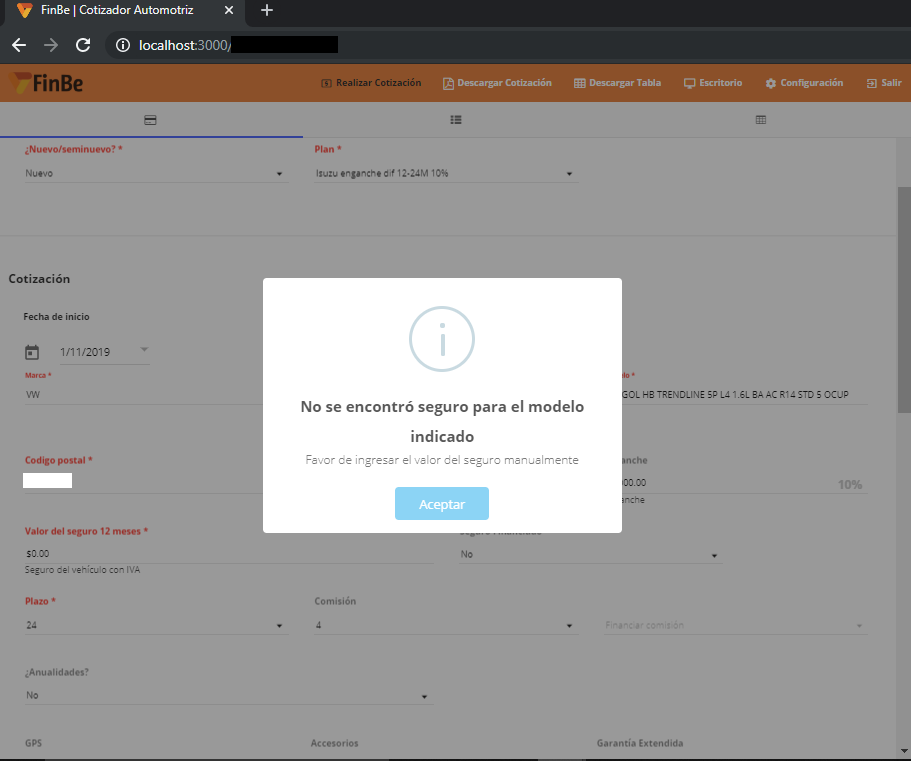 FinBe | Cotizador Automotriz
localhost:3000/
FinBe
Realizar Cotización
Descargar Cotización
Descargar Tabla
Escritorio
Configuración
Salir
¿Nuevo/seminuevo? *
Plan *
Nuevo
Isuzu enganche dif 12-24M 10%
Cotización
Fecha de inicio
1/11/2019
Marca *
VW
GOL HB TRENDLINE 5P L4 1.6L BA AC R14 STD 5 OCUP
No se encontró seguro para el modelo
indicado
Favor de ingresar el valor del seguro manualmente
Aceptar
Codigo postal *
anche
00.00
10%
anche
Valor del seguro 12 meses *
$0.00
Seguro del vehículo con IVA
Seguro Financiado
No
Plazo *
24
Comisión
4
Financiar comisión
¿Anualidades?
No
GPS
Accesorios
Garantía Extendida